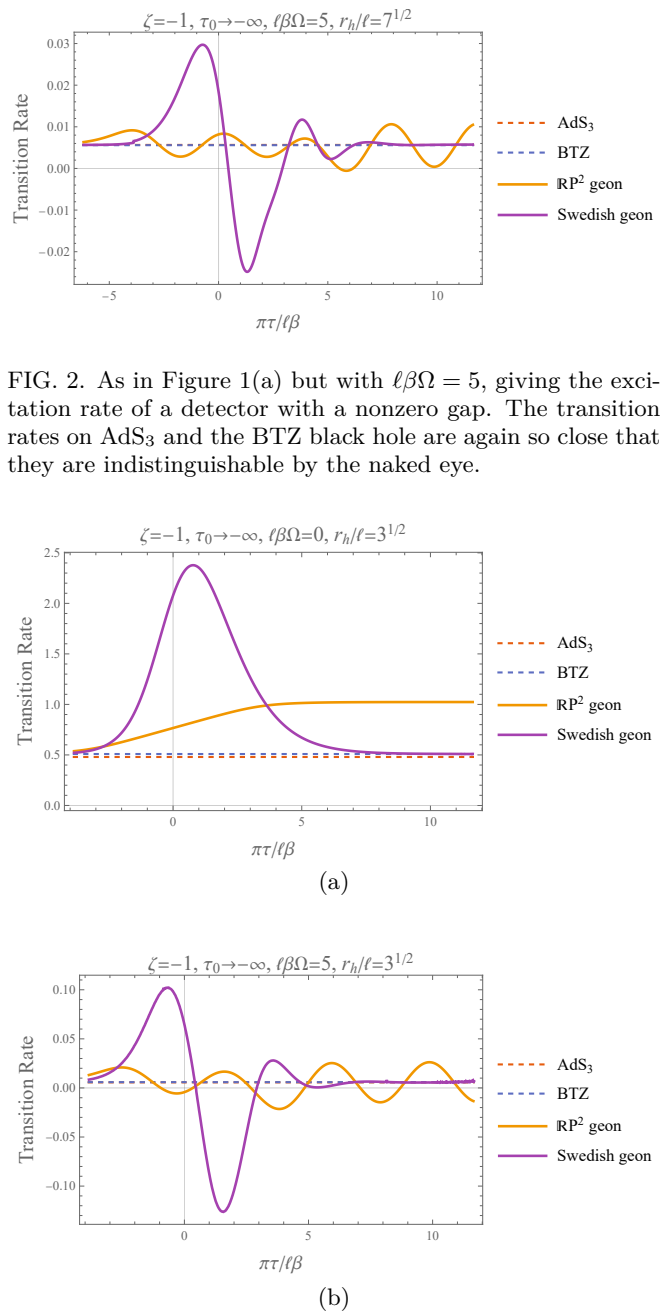 ζ=−1, τ₀→−∞, ℓβΩ=5, r_h/ℓ=7^{1/2}
0.03
0.02
0.01
0.00
−0.01
−0.02
Transition Rate
−5 0 5 10
πτ/ℓβ
AdS₃
BTZ
ℝP² geon
Swedish geon
FIG. 2. As in Figure 1(a) but with ℓβΩ = 5, giving the exci-
tation rate of a detector with a nonzero gap. The transition
rates on AdS₃ and the BTZ black hole are again so close that
they are indistinguishable by the naked eye.
ζ=−1, τ₀→−∞, ℓβΩ=0, r_h/ℓ=3^{1/2}
2.5
2.0
1.5
1.0
0.5
0.0
Transition Rate
0 5 10
πτ/ℓβ
AdS₃
BTZ
ℝP² geon
Swedish geon
(a)
ζ=−1, τ₀→−∞, ℓβΩ=5, r_h/ℓ=3^{1/2}
0.10
0.05
0.00
−0.05
−0.10
Transition Rate
0 5 10
πτ/ℓβ
AdS₃
BTZ
ℝP² geon
Swedish geon
(b)